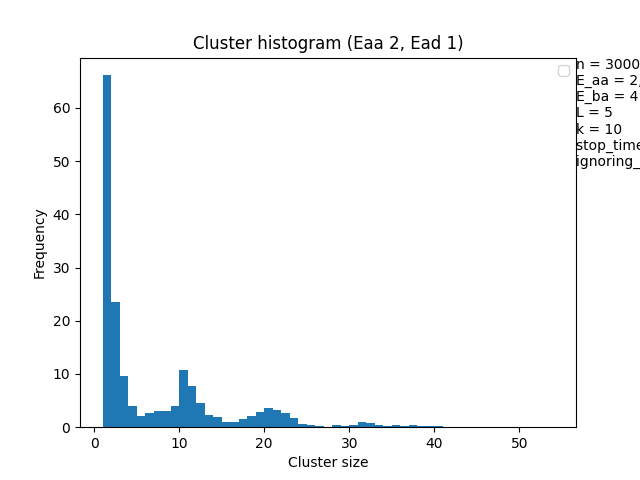 Cluster histogram (Eaa 2, Ead 1)
n = 3000
E_aa = 2,
E_ba = 4
L = 5
k = 10
stop_time
ignoring_
Frequency
60
50
40
30
20
10
0
0 10 20 30 40 50
Cluster size